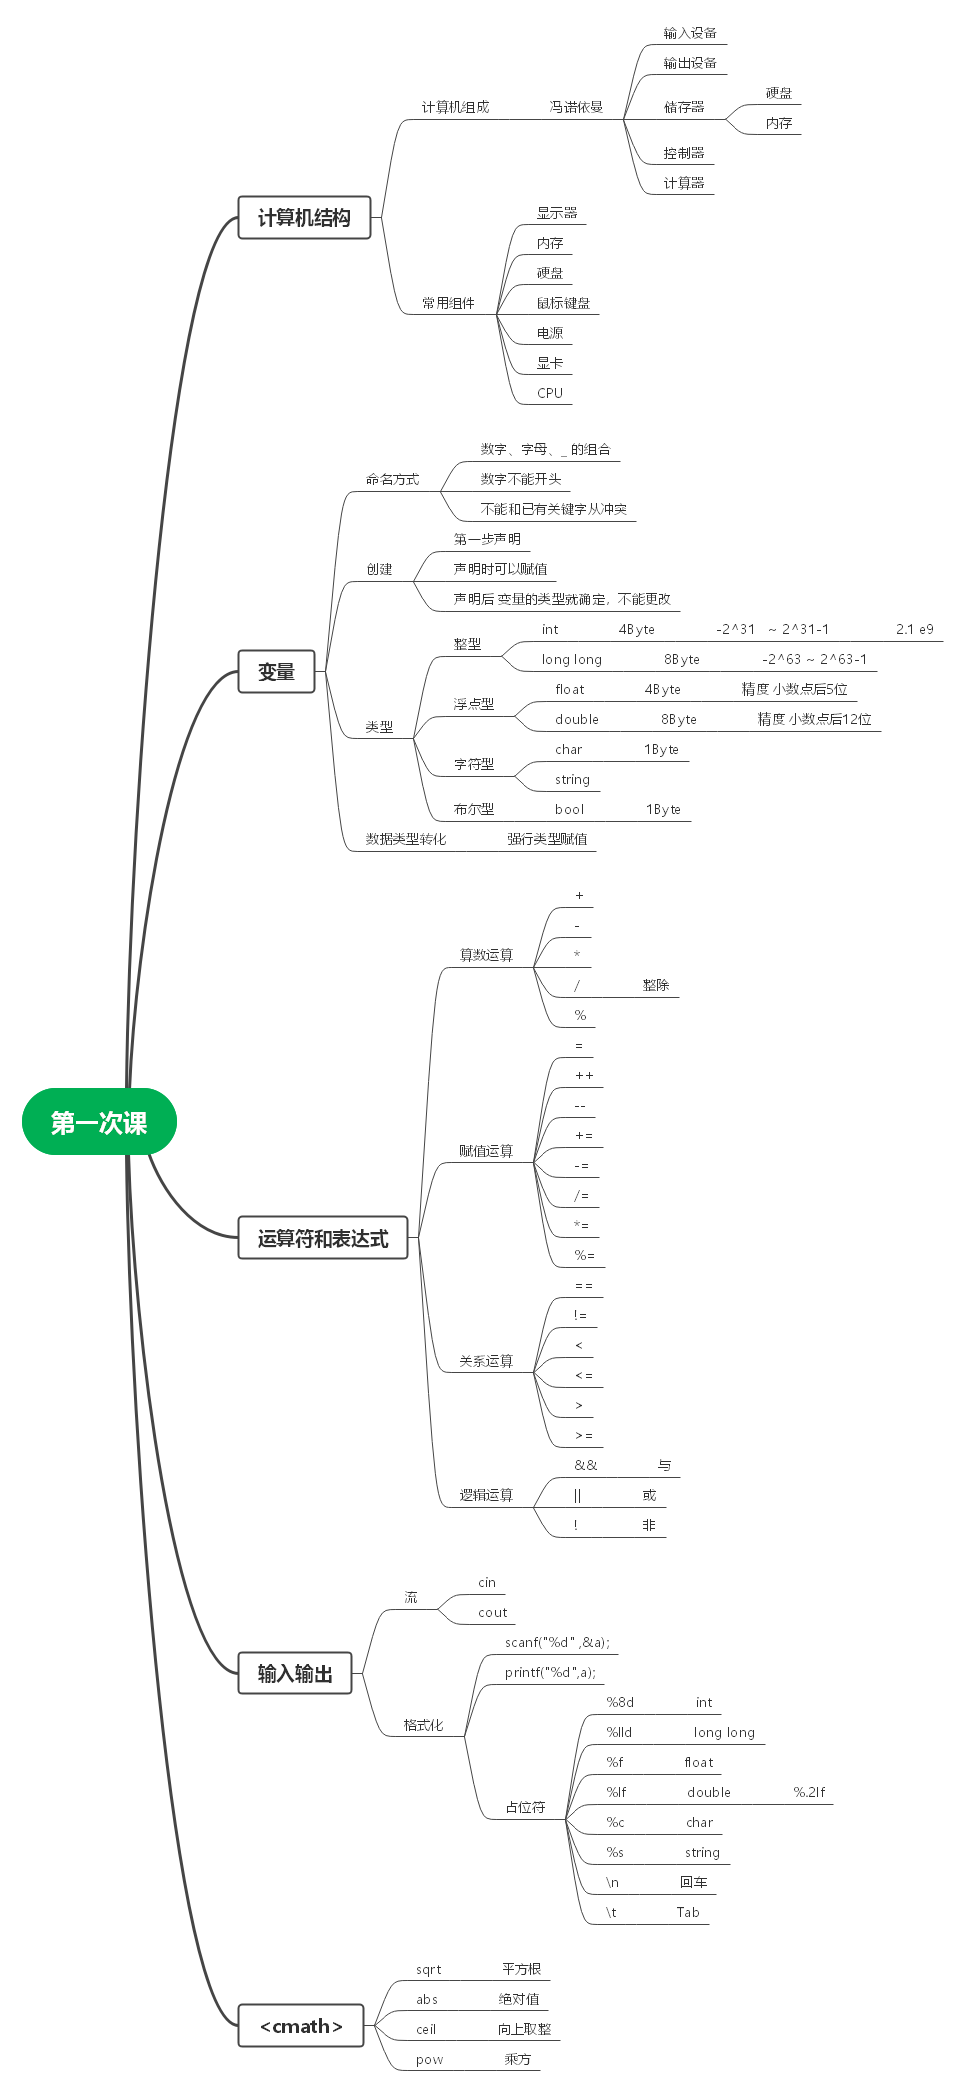 第一次课
计算机结构
计算机组成
冯诺依曼
输入设备
输出设备
储存器
硬盘
内存
控制器
计算器
常用组件
显示器
内存
硬盘
鼠标键盘
电源
显卡
CPU
变量
命名方式
数字、字母、_ 的组合
数字不能开头
不能和已有关键字从冲突
创建
第一步声明
声明时可以赋值
声明后 变量的类型就确定，不能更改
类型
整型
int 4Byte -2^31 ~ 2^31-1 2.1 e9
long long 8Byte -2^63 ~ 2^63-1
浮点型
float 4Byte 精度 小数点后5位
double 8Byte 精度 小数点后12位
字符型
char 1Byte
string
布尔型 bool 1Byte
数据类型转化 强行类型赋值
运算符和表达式
算数运算
+
-
*
/ 整除
%
赋值运算
=
++
--
+=
-=
/=
*=
%=
关系运算
==
!=
<
<=
>
>=
逻辑运算
&& 与
|| 或
! 非
输入输出
流
cin
cout
格式化
scanf("%d" ,&a);
printf("%d",a);
占位符
%8d int
%lld long long
%f float
%lf double %.2lf
%c char
%s string
\n 回车
\t Tab
<cmath>
sqrt 平方根
abs 绝对值
ceil 向上取整
pow 乘方